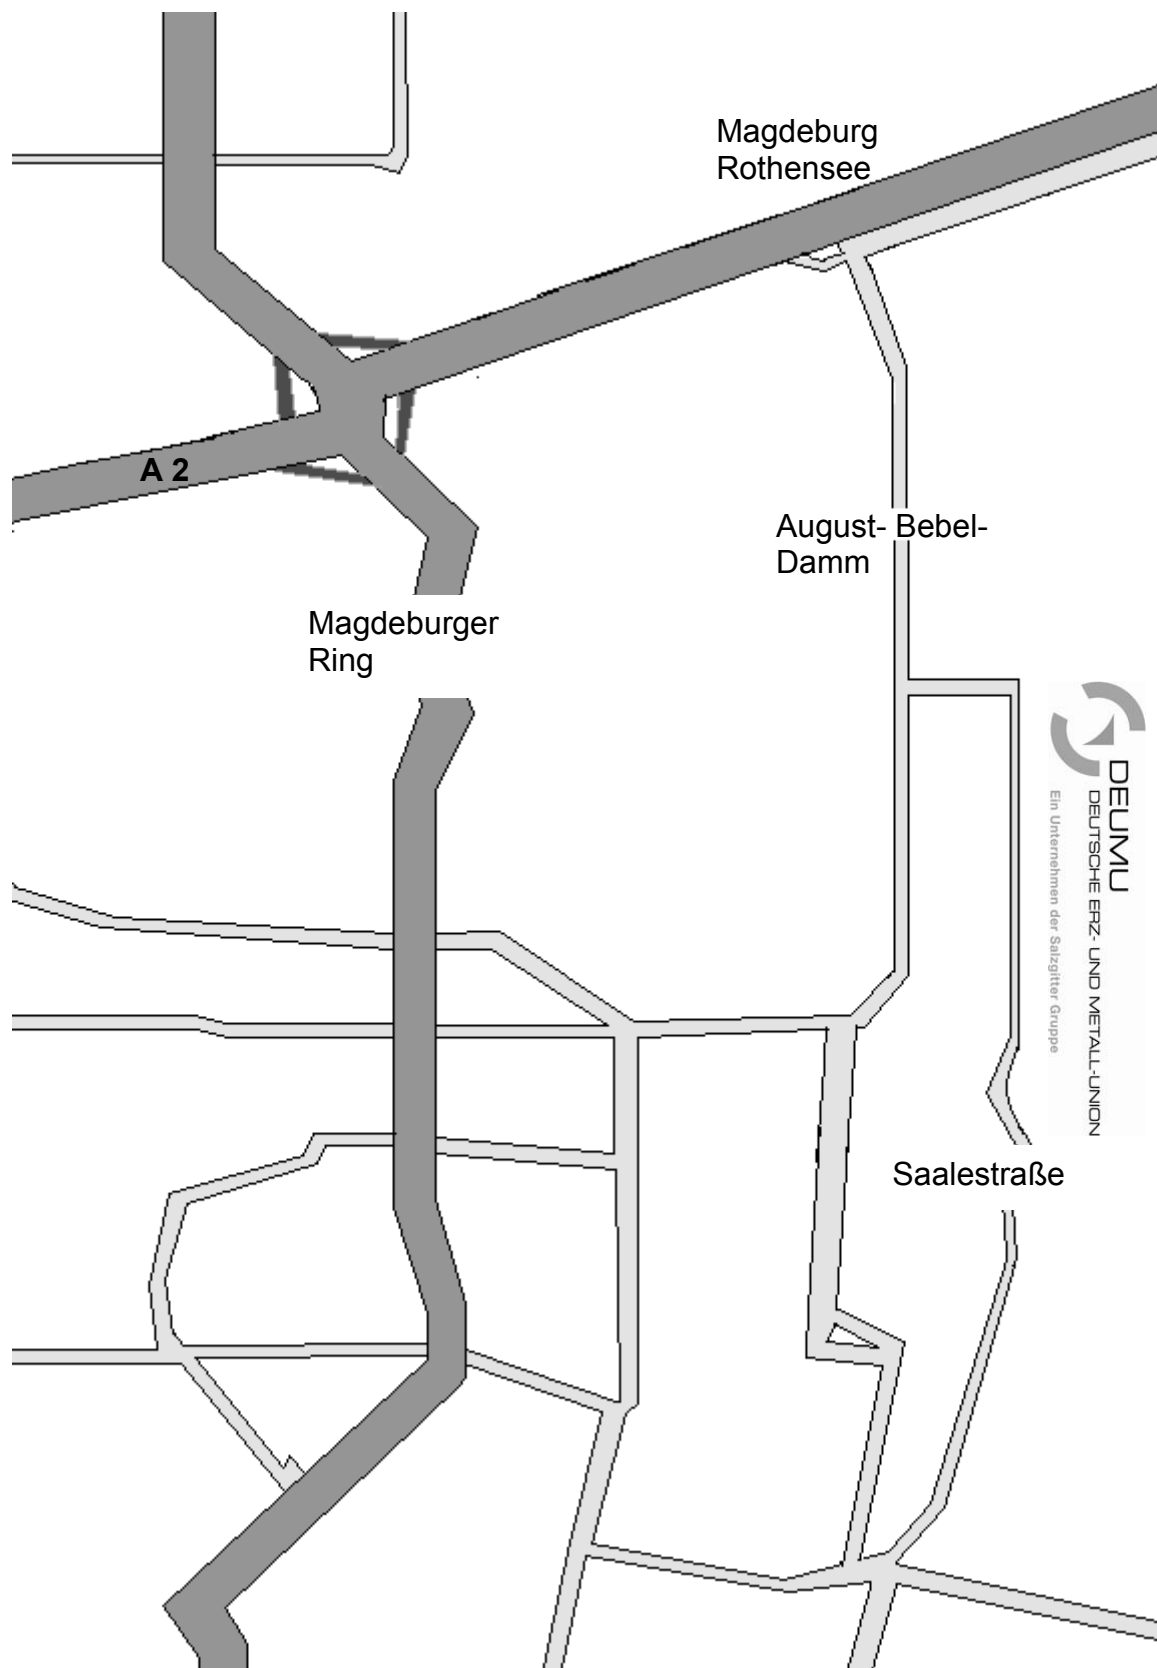 Magdeburg
Rothensee
A 2
August- Bebel-
Damm
Magdeburger
Ring
DEUMU
DEUTSCHE ERZ- UND METALL-UNION
Ein Unternehmen der Salzgitter Gruppe
Saalestraße